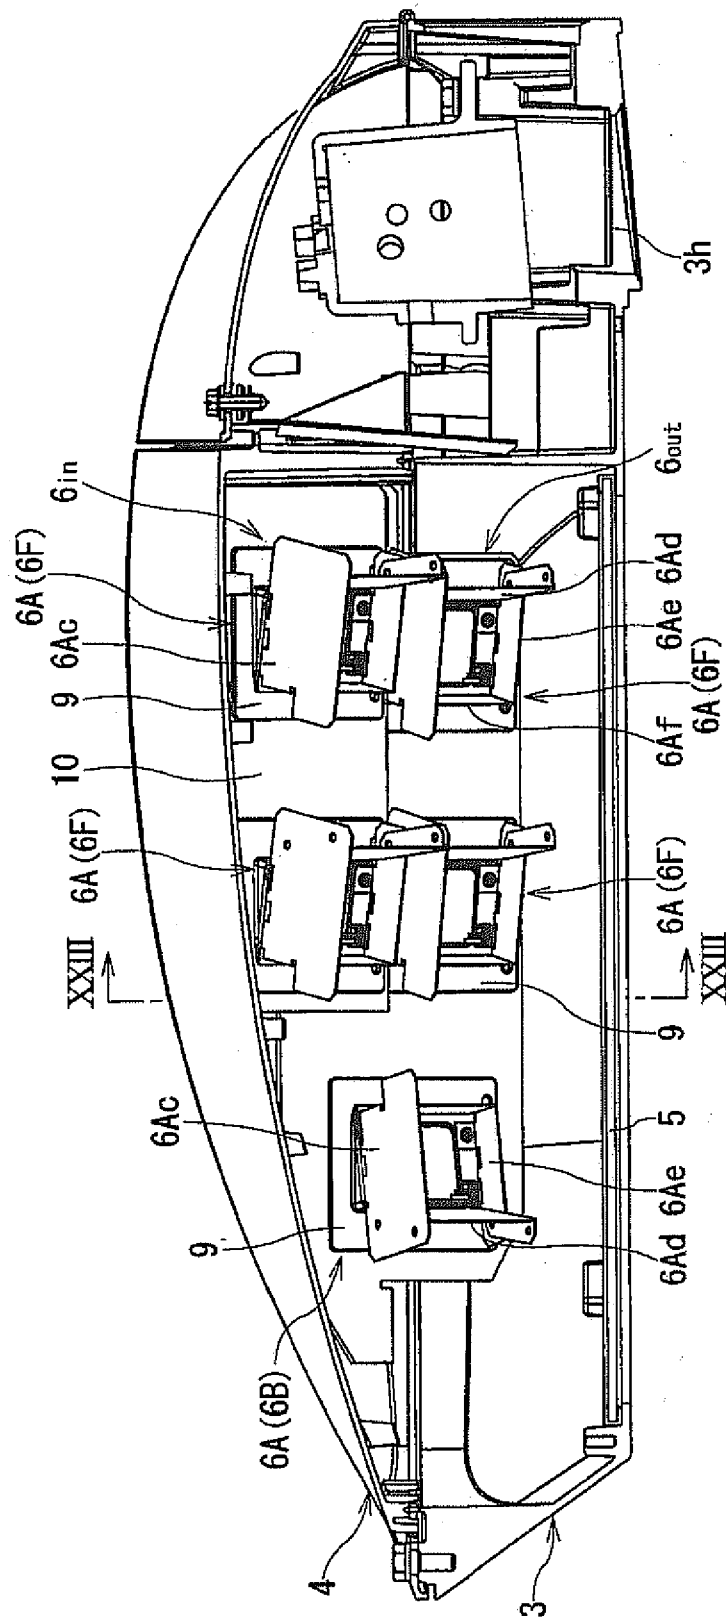 6in
6A(6F)
6Ac
9
10
6A(6F)
XXIII
6Ac
9
6A(6B)
4
3
3h
6out
6Ad
6Ae
6A(6F)
6Af
6A(6F)
XXIII
9
5
6Ae
6Ad